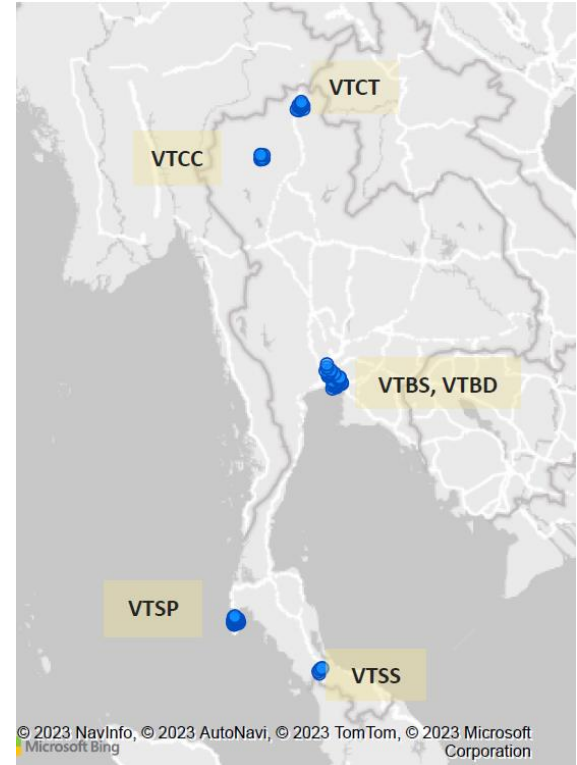 VTCT
VTCC
VTBS, VTBD
VTSP
VTSS
© 2023 NavInfo, © 2023 AutoNavi, © 2023 TomTom, © 2023 Microsoft
Microsoft Bing
Corporation